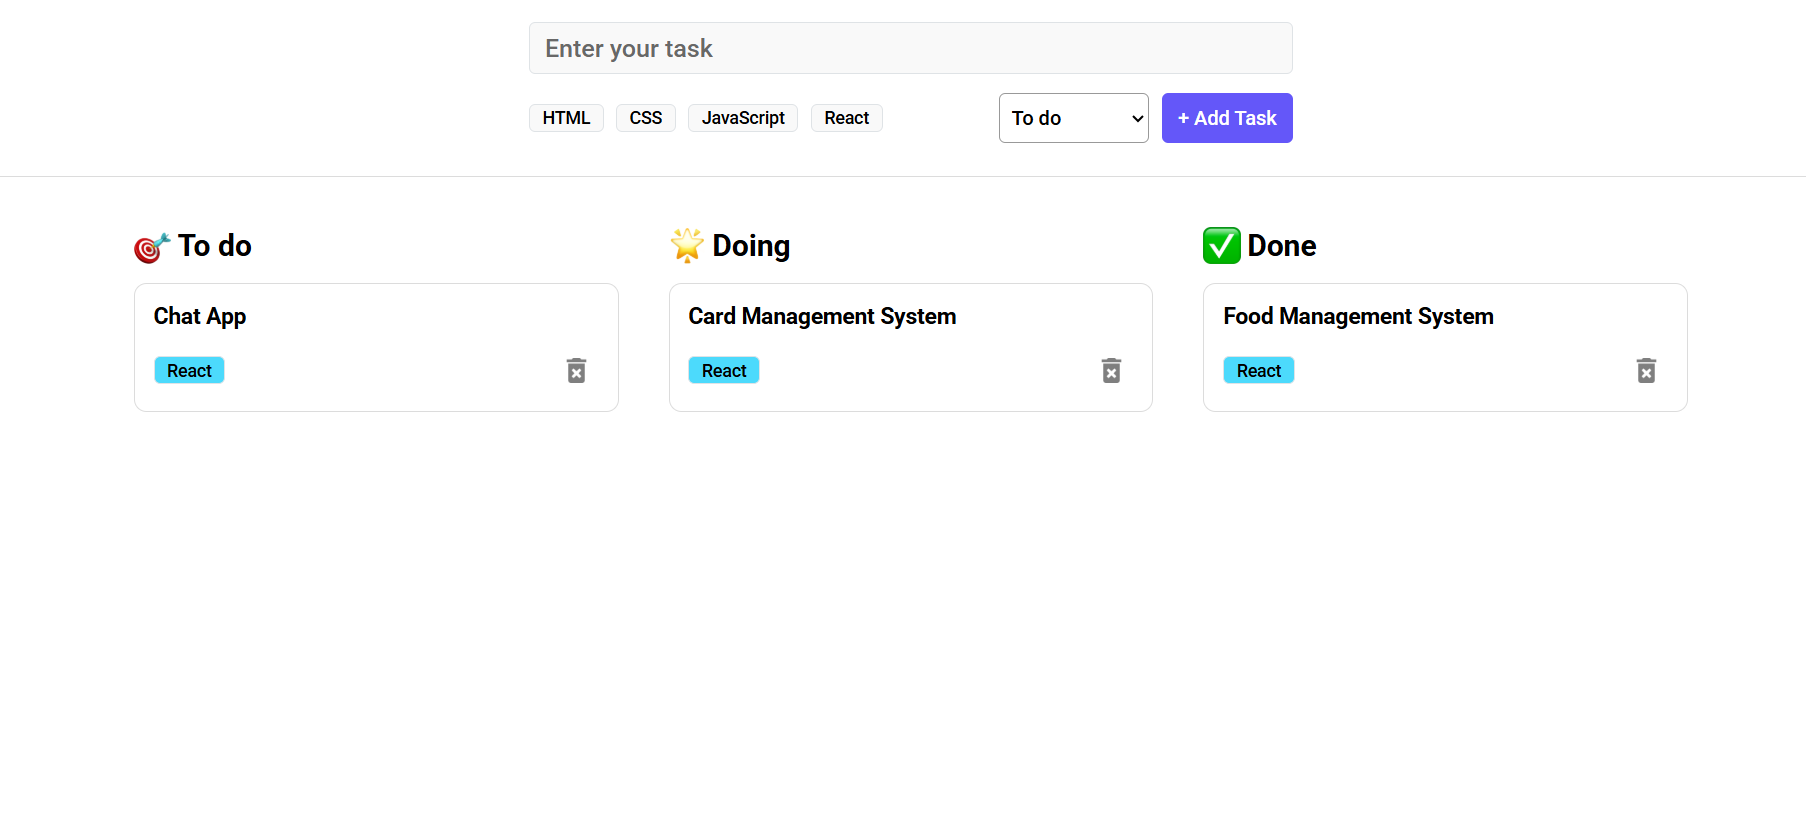 Enter your task
HTML CSS JavaScript React To do + Add Task
To do
Chat App
React
Doing
Card Management System
React
Done
Food Management System
React